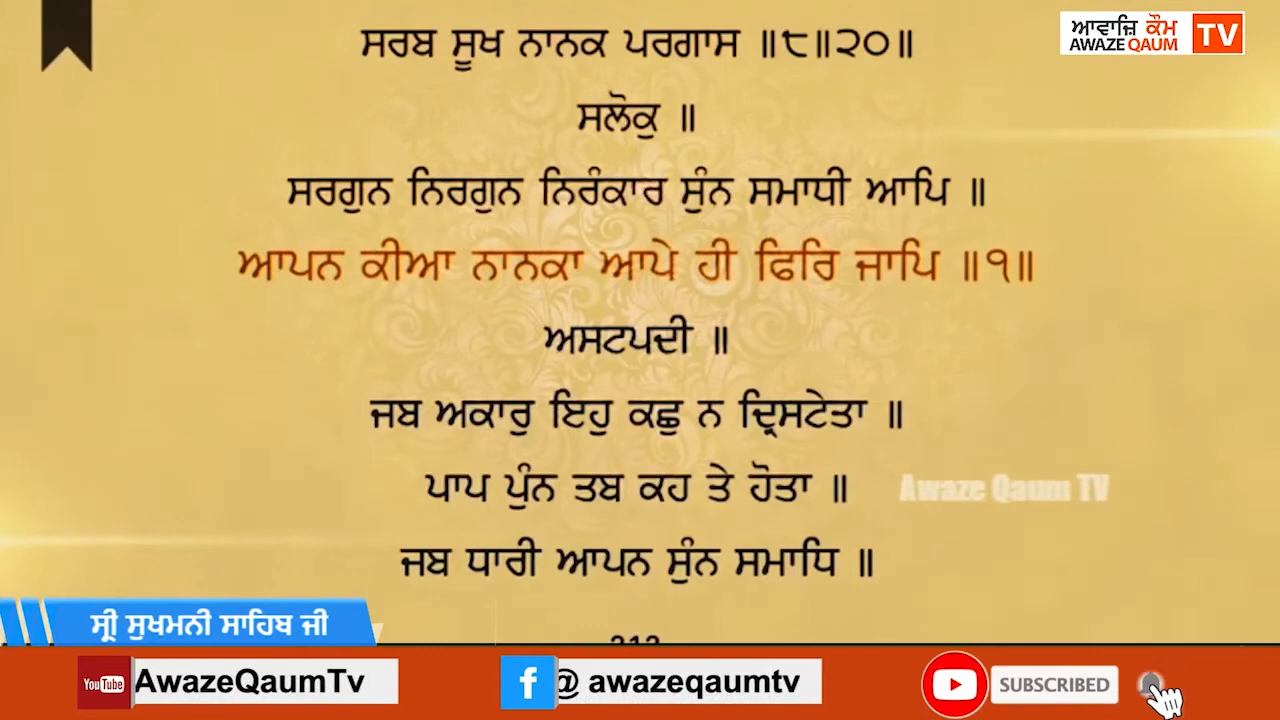 ਆਵਾਜ਼ਿ ਕੌਮ
AWAZE QAUM TV
ਸਰਬ ਸੂਖ ਨਾਨਕ ਪਰਗਾਸ ॥੮॥੨੦॥
ਸਲੋਕੁ ॥
ਸਰਗੁਨ ਨਿਰਗੁਨ ਨਿਰੰਕਾਰ ਸੁੰਨ ਸਮਾਧੀ ਆਪਿ ॥
ਆਪਨ ਕੀਆ ਨਾਨਕਾ ਆਪੇ ਹੀ ਫਿਰਿ ਜਾਪਿ ॥੧॥
ਅਸਟਪਦੀ ॥
ਜਬ ਅਕਾਰੁ ਇਹੁ ਕਛੁ ਨ ਦ੍ਰਿਸਟੇਤਾ ॥
ਪਾਪ ਪੁੰਨ ਤਬ ਕਹ ਤੇ ਹੋਤਾ ॥
Awaze Qaum TV
ਜਬ ਧਾਰੀ ਆਪਨ ਸੁੰਨ ਸਮਾਧਿ ॥
ਸ੍ਰੀ ਸੁਖਮਨੀ ਸਾਹਿਬ ਜੀ
YouTube AwazeQaumTv
f @ awazeqaumtv
SUBSCRIBED